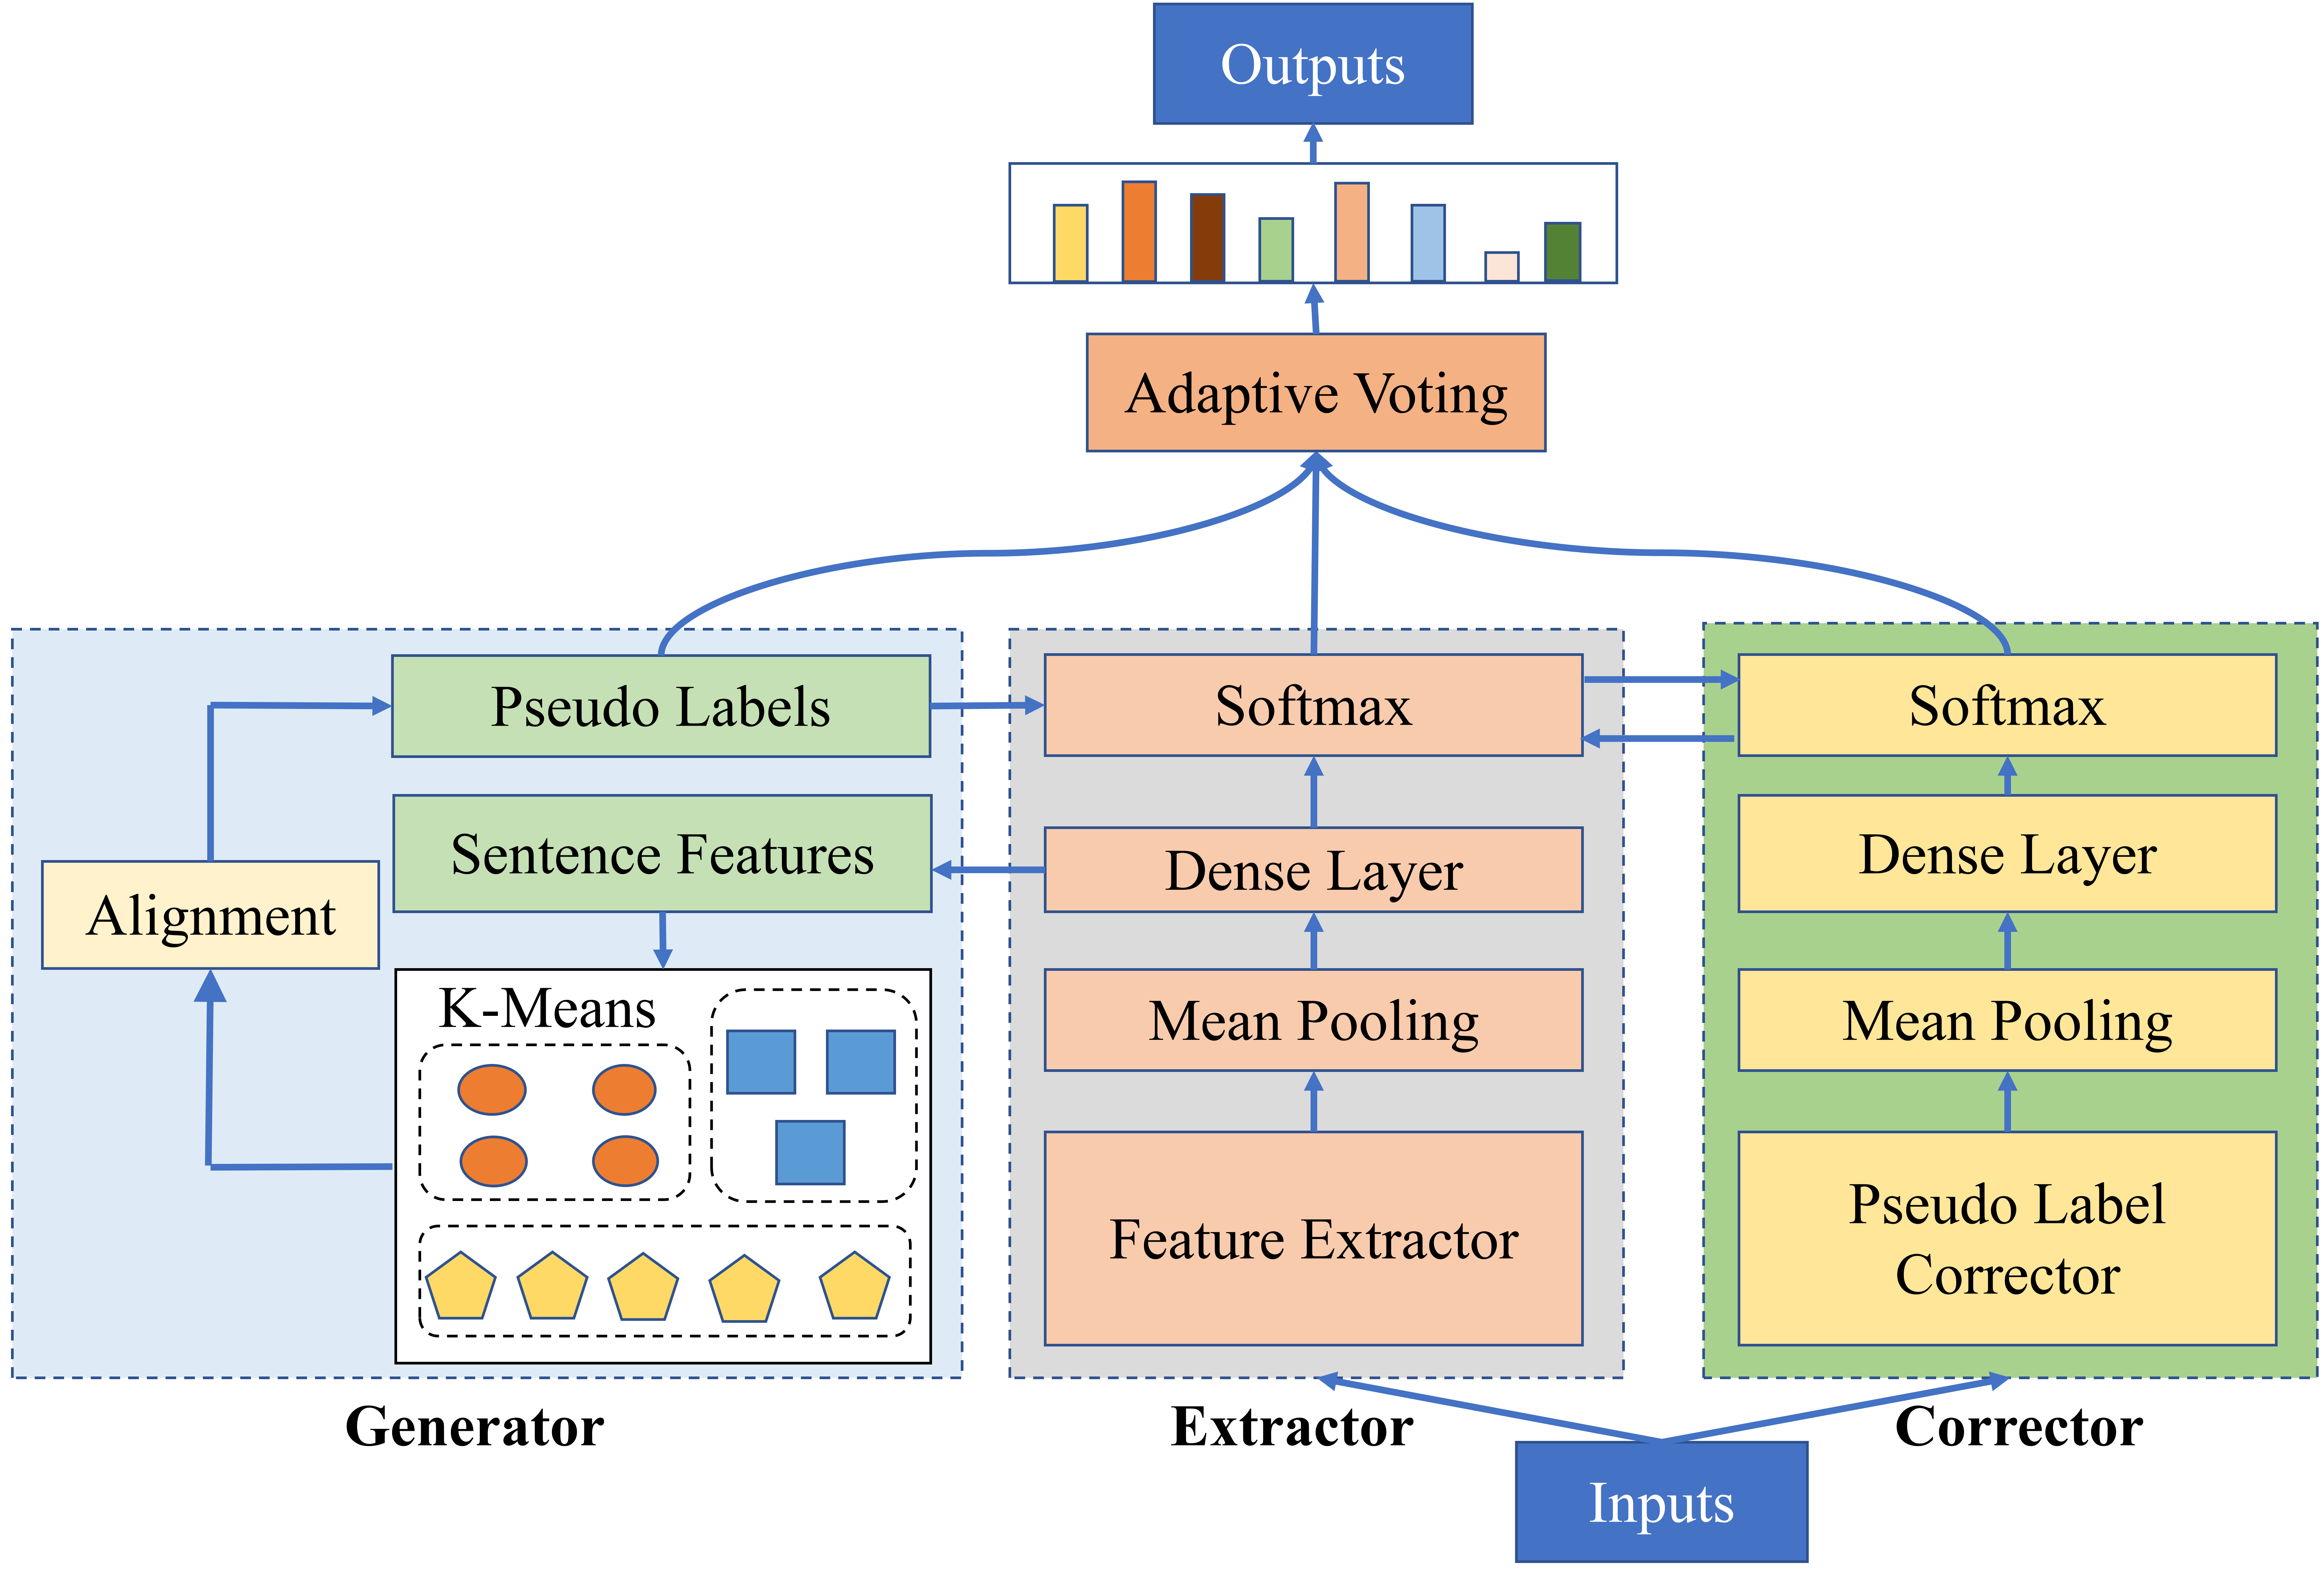 Outputs
Adaptive Voting
Pseudo Labels
Sentence Features
Alignment
K-Means
Generator
Softmax
Dense Layer
Mean Pooling
Feature Extractor
Extractor
Softmax
Dense Layer
Mean Pooling
Pseudo Label
Corrector
Corrector
Inputs